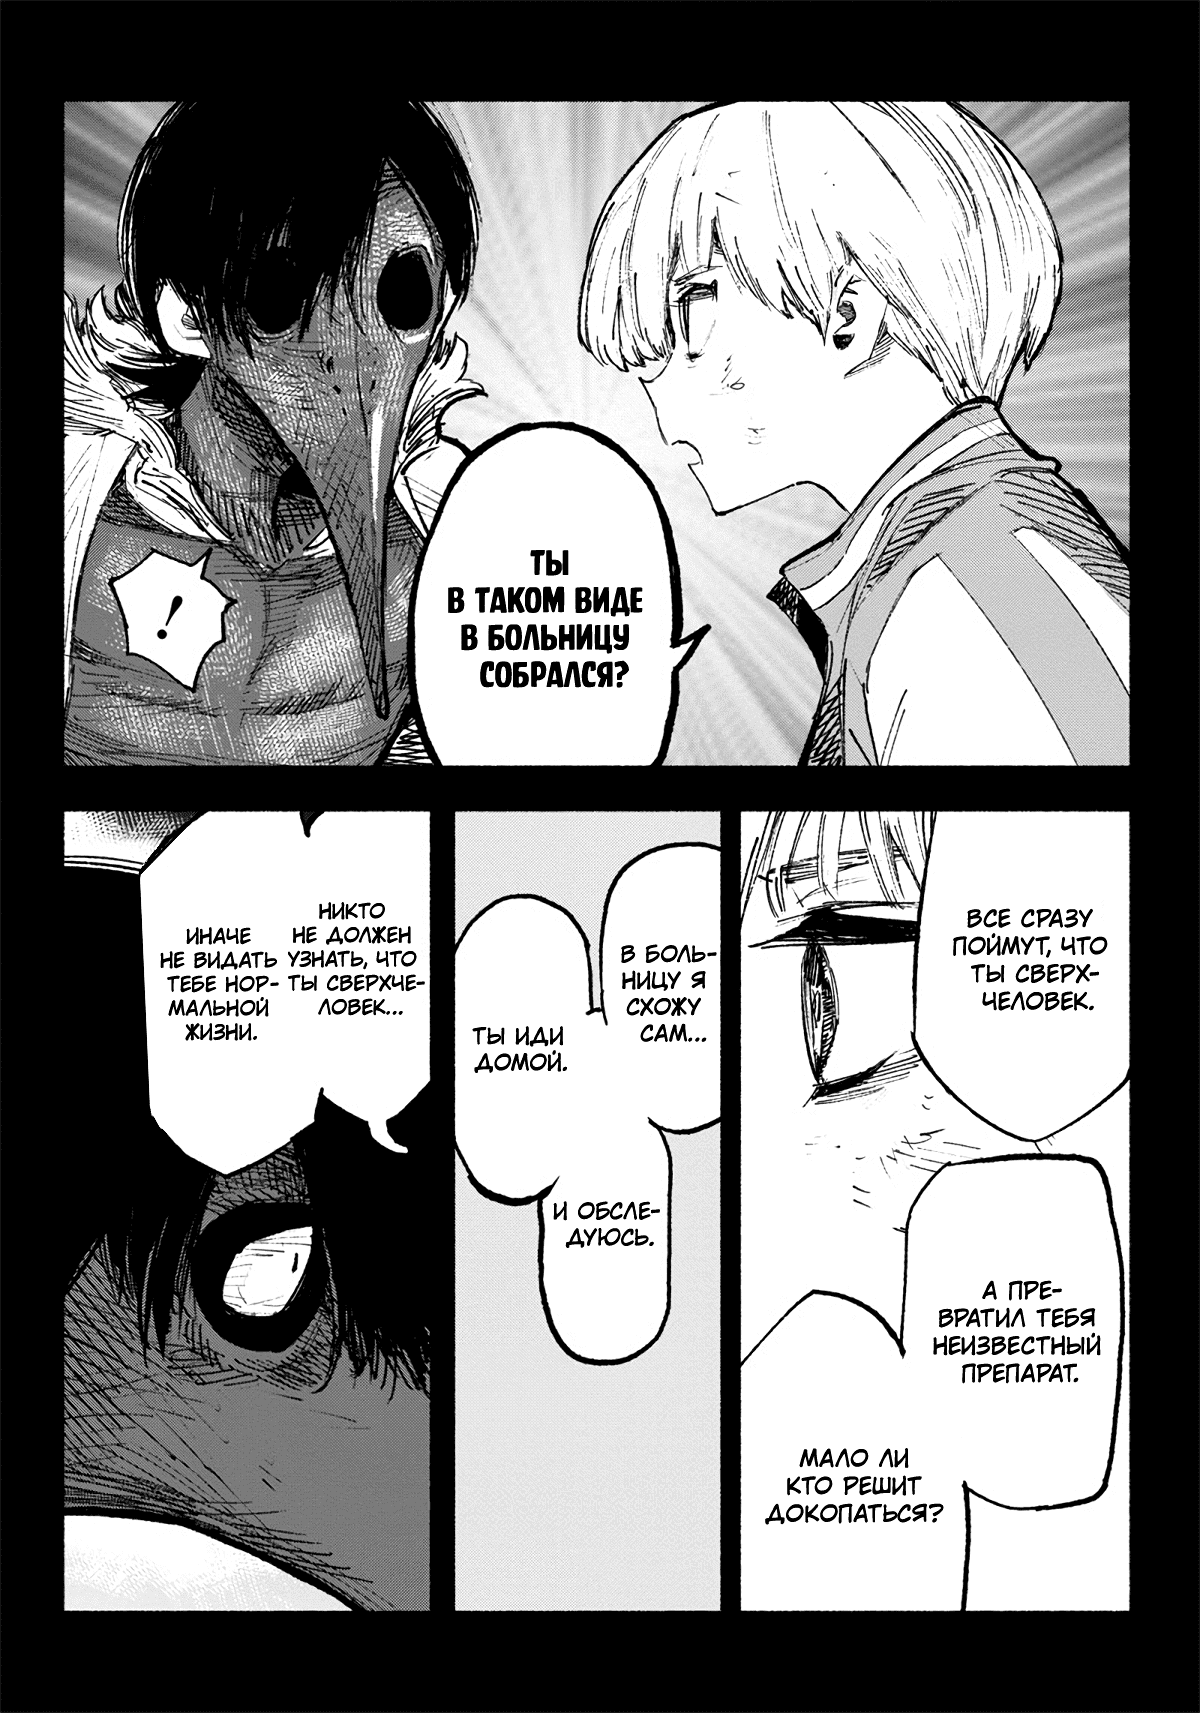 ТЫ
В ТАКОМ ВИДЕ
В БОЛЬНИЦУ
СОБРАЛСЯ?
!
ВСЕ СРАЗУ
ПОЙМУТ, ЧТО
ТЫ СВЕРХ-
ЧЕЛОВЕК.
А ПРЕ-
ВРАТИЛ ТЕБЯ
НЕИЗВЕСТНЫЙ
ПРЕПАРАТ.
МАЛО ЛИ
КТО РЕШИТ
ДОКОПАТЬСЯ?
В БОЛЬ-
НИЦУ Я
СХОЖУ
САМ...
ТЫ ИДИ
ДОМОЙ.
И ОБСЛЕ-
ДУЮСЬ.
НИКТО
НЕ ДОЛЖЕН
УЗНАТЬ, ЧТО
ТЫ СВЕРХЧЕ-
ЛОВЕК...
ИНАЧЕ
НЕ ВИДАТЬ
ТЕБЕ НОР-
МАЛЬНОЙ
ЖИЗНИ.